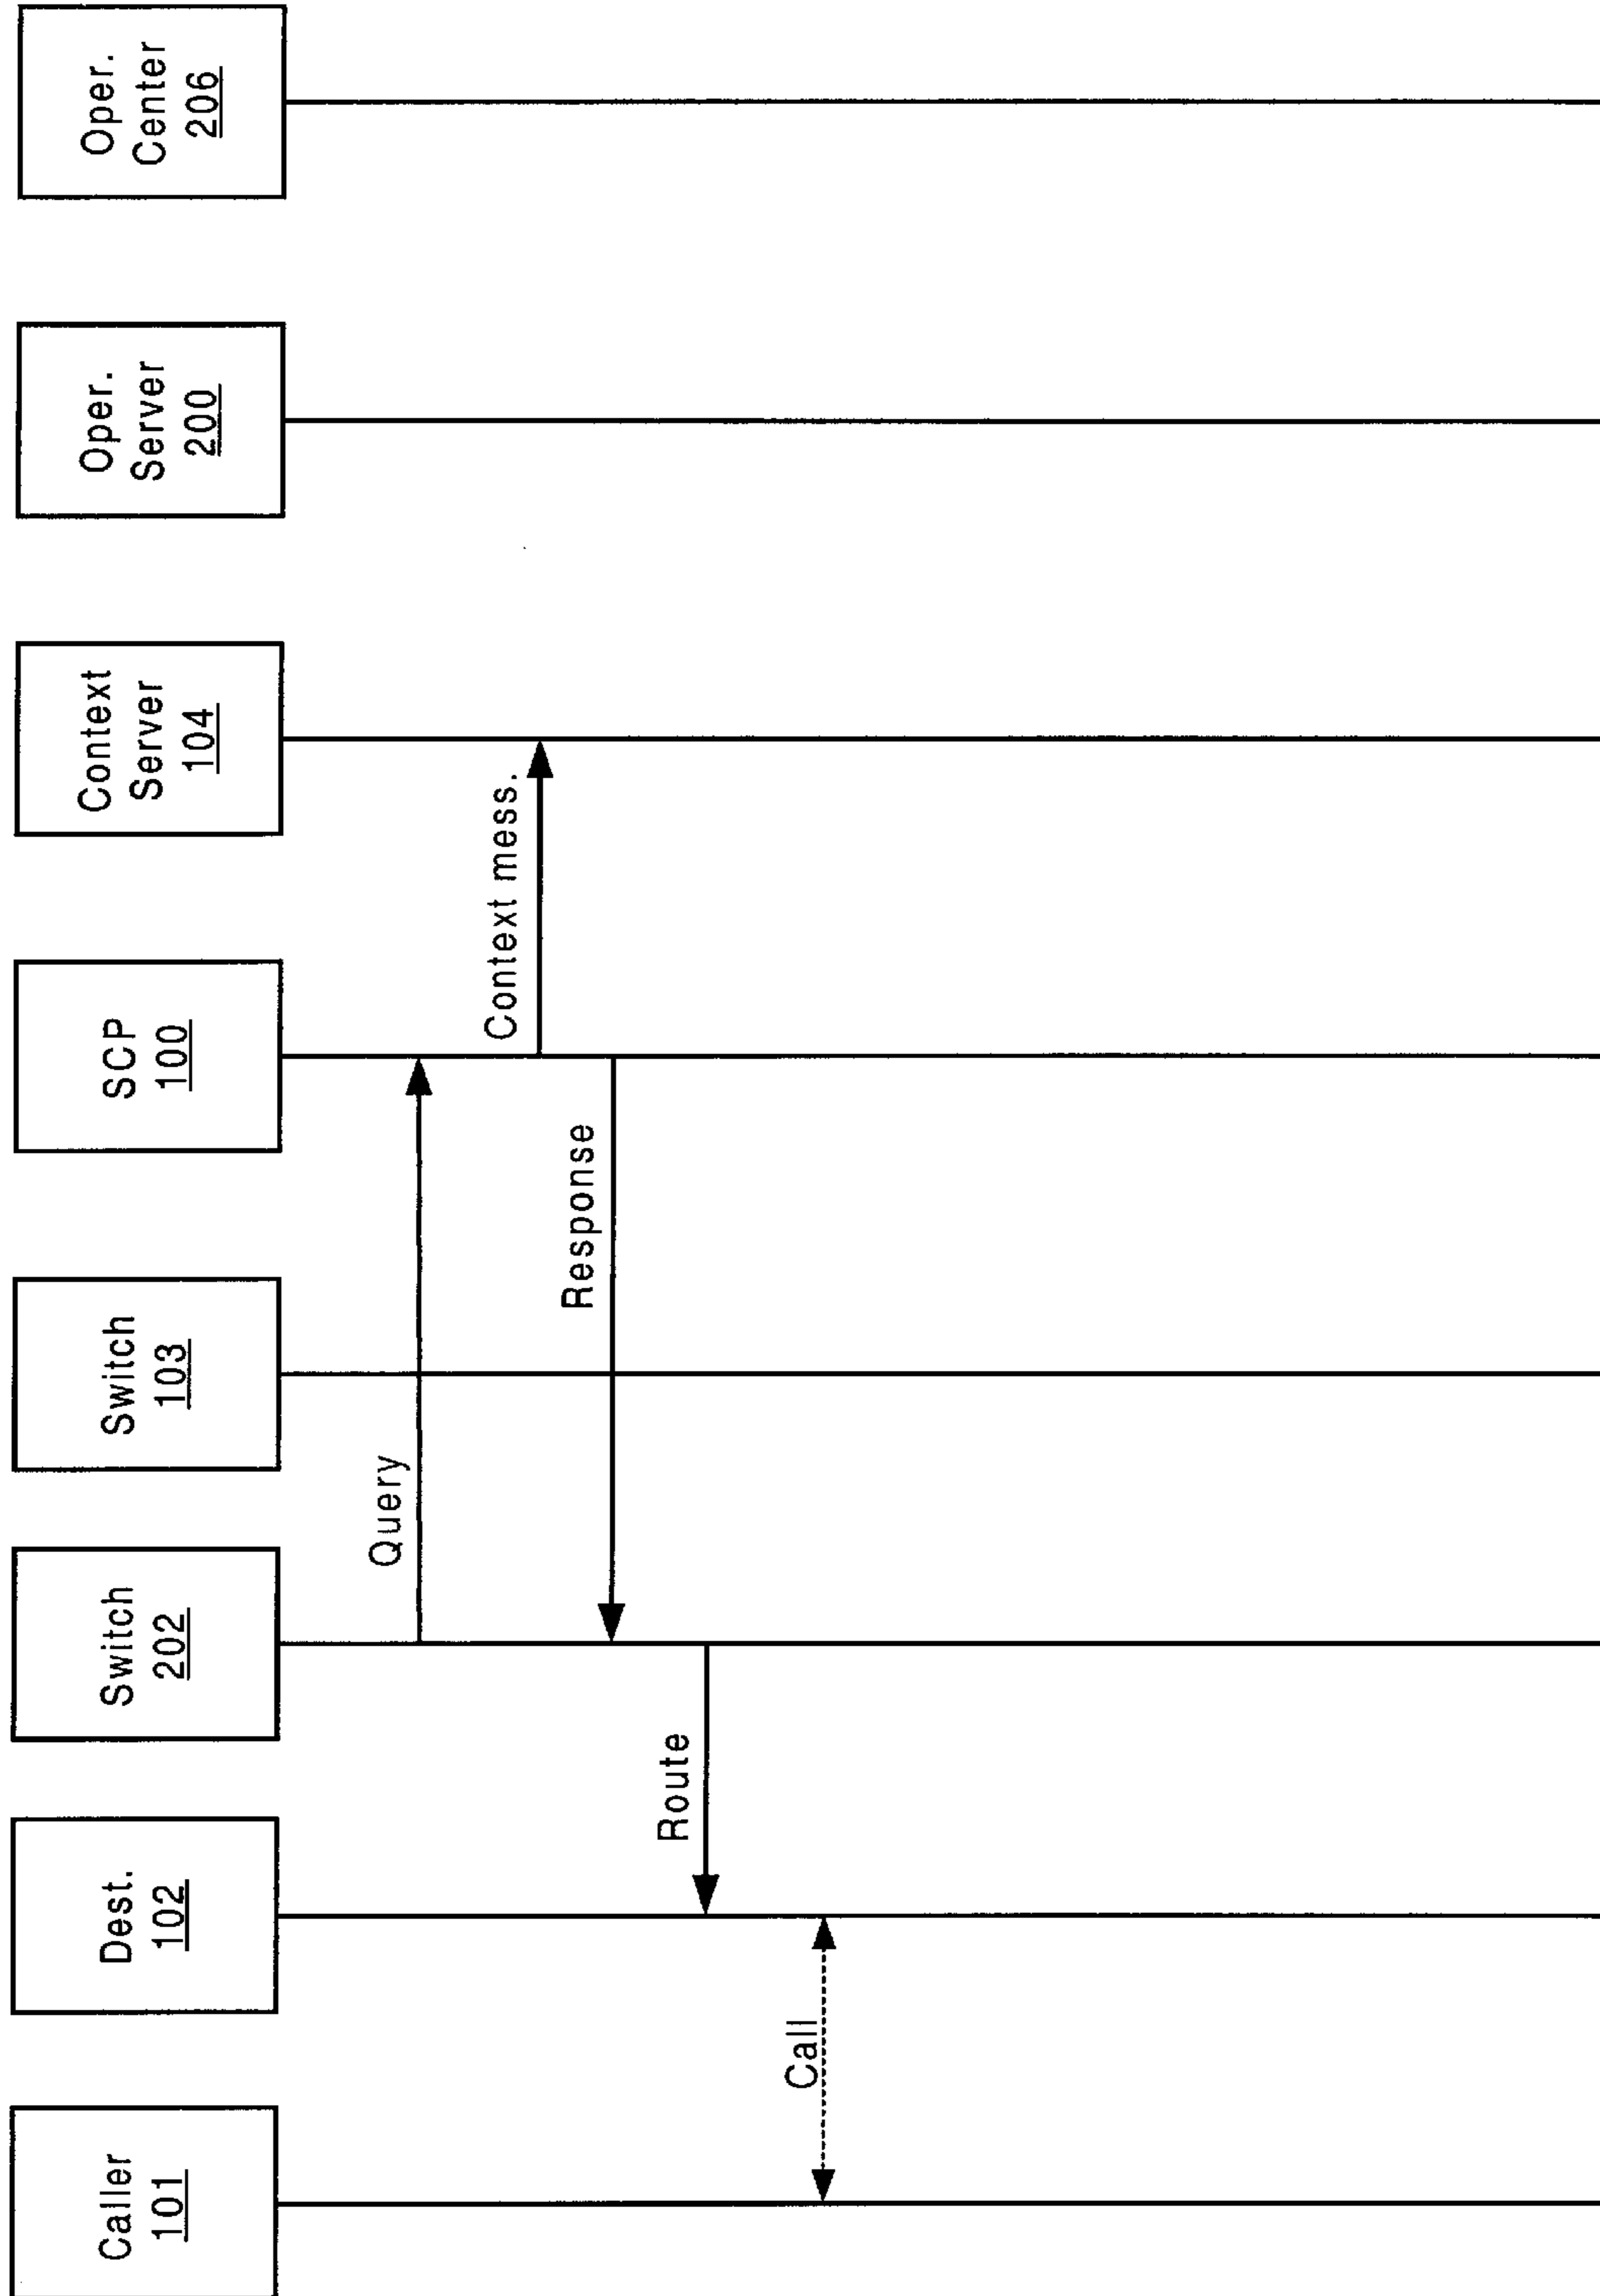 Caller
101
Dest.
102
Switch
202
Switch
103
SCP
100
Context
Server
104
Oper.
Server
200
Oper.
Center
206
Query
Context mess.
Response
Route
Call